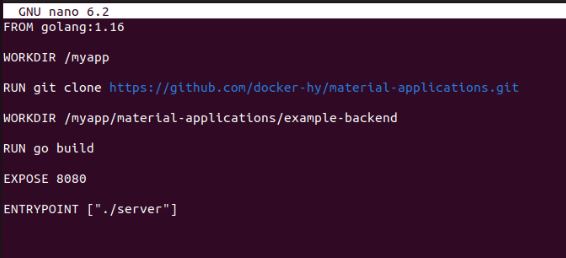 GNU nano 6.2
FROM golang:1.16
WORKDIR /myapp
RUN git clone https://github.com/docker-hy/material-applications.git
WORKDIR /myapp/material-applications/example-backend
RUN go build
EXPOSE 8080
ENTRYPOINT ["./server"]